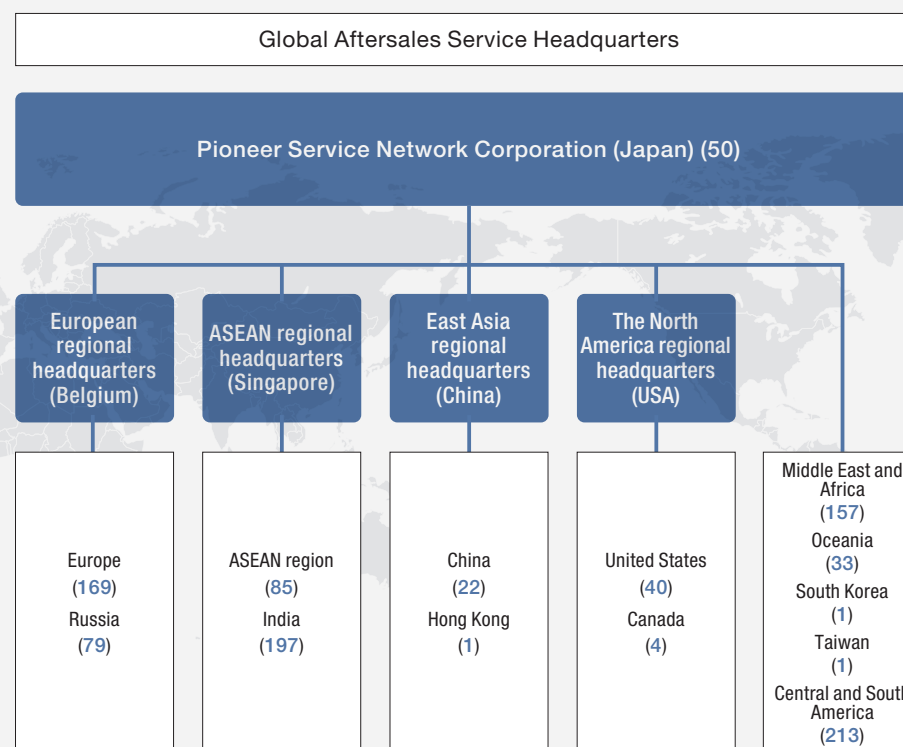 Global Aftersales Service Headquarters
Pioneer Service Network Corporation (Japan) (50)
European
regional
headquarters
(Belgium)
ASEAN regional
headquarters
(Singapore)
East Asia
regional
headquarters
(China)
The North
America regional
headquarters
(USA)
Europe
(169)
Russia
(79)
ASEAN region
(85)
India
(197)
China
(22)
Hong Kong
(1)
United States
(40)
Canada
(4)
Middle East and
Africa
(157)
Oceania
(33)
South Korea
(1)
Taiwan
(1)
Central and South
America
(213)